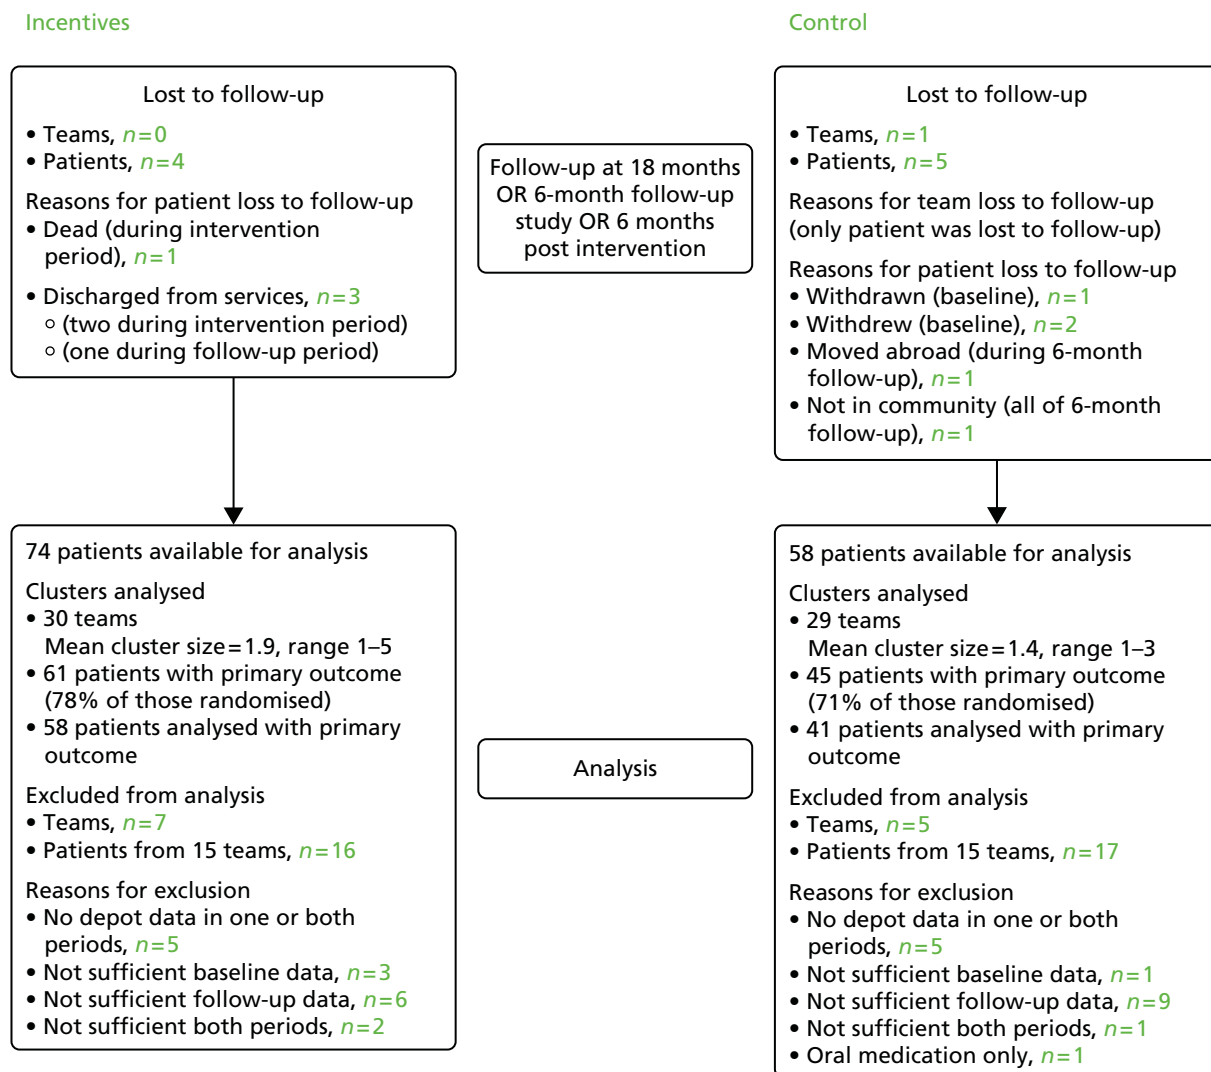 Incentives
Control
Lost to follow-up
• Teams, n=0
• Patients, n=4
Reasons for patient loss to follow-up
• Dead (during intervention
period), n=1
• Discharged from services, n=3
○ (two during intervention period)
○ (one during follow-up period)
Follow-up at 18 months
OR 6-month follow-up
study OR 6 months
post intervention
Lost to follow-up
• Teams, n=1
• Patients, n=5
Reasons for team loss to follow-up
(only patient was lost to follow-up)
Reasons for patient loss to follow-up
• Withdrawn (baseline), n=1
• Withdrew (baseline), n=2
• Moved abroad (during 6-month
follow-up), n=1
• Not in community (all of 6-month
follow-up), n=1
74 patients available for analysis
Clusters analysed
• 30 teams
Mean cluster size=1.9, range 1–5
• 61 patients with primary outcome
(78% of those randomised)
• 58 patients analysed with primary
outcome
Excluded from analysis
• Teams, n=7
• Patients from 15 teams, n=16
Reasons for exclusion
• No depot data in one or both
periods, n=5
• Not sufficient baseline data, n=3
• Not sufficient follow-up data, n=6
• Not sufficient both periods, n=2
Analysis
58 patients available for analysis
Clusters analysed
• 29 teams
Mean cluster size=1.4, range 1–3
• 45 patients with primary outcome
(71% of those randomised)
• 41 patients analysed with primary
outcome
Excluded from analysis
• Teams, n=5
• Patients from 15 teams, n=17
Reasons for exclusion
• No depot data in one or both
periods, n=5
• Not sufficient baseline data, n=1
• Not sufficient follow-up data, n=9
• Not sufficient both periods, n=1
• Oral medication only, n=1